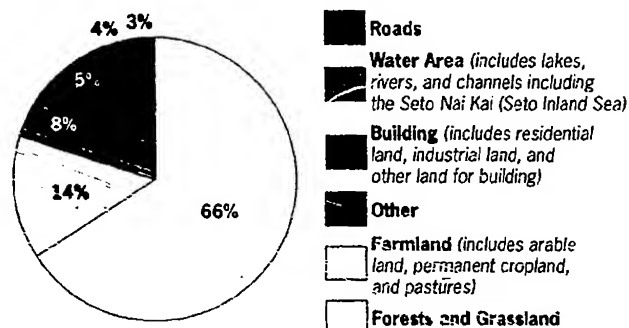 4% 3%
5%
8%
14%
66%
Roads
Water Area (includes lakes,
rivers, and channels including
the Seto Nai Kai (Seto Inland Sea)
Building (includes residential
land, industrial land, and
other land for building)
Other
Farmland (includes arable
land, permanent cropland,
and pastures)
Forests and Grassland